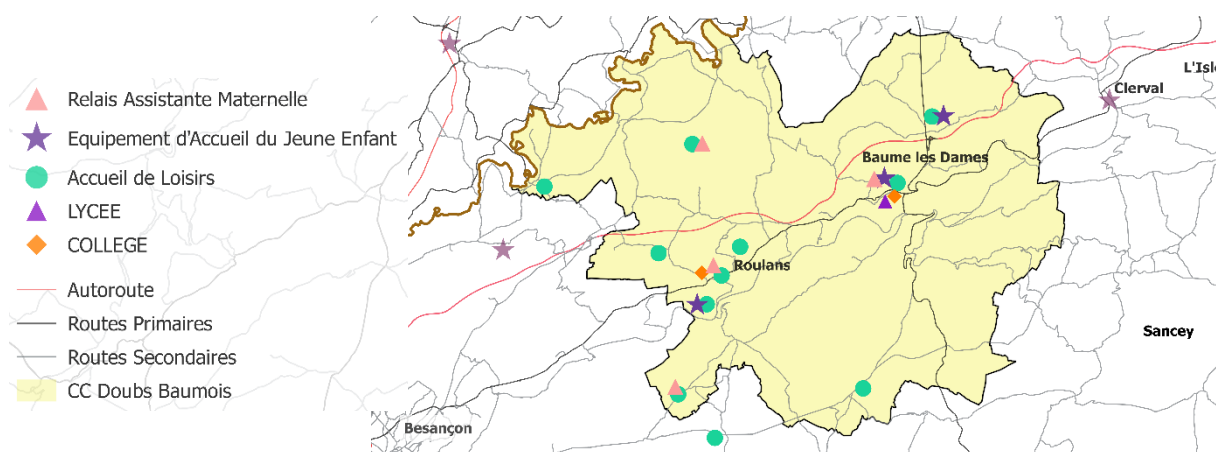 Relais Assistante Maternelle
Equipement d'Accueil du Jeune Enfant
Accueil de Loisirs
LYCEE
COLLEGE
Autoroute
Routes Primaires
Routes Secondaires
CC Doubs Baumois
L'Isle
Clerval
Baume les Dames
Roulans
Sancey
Besançon